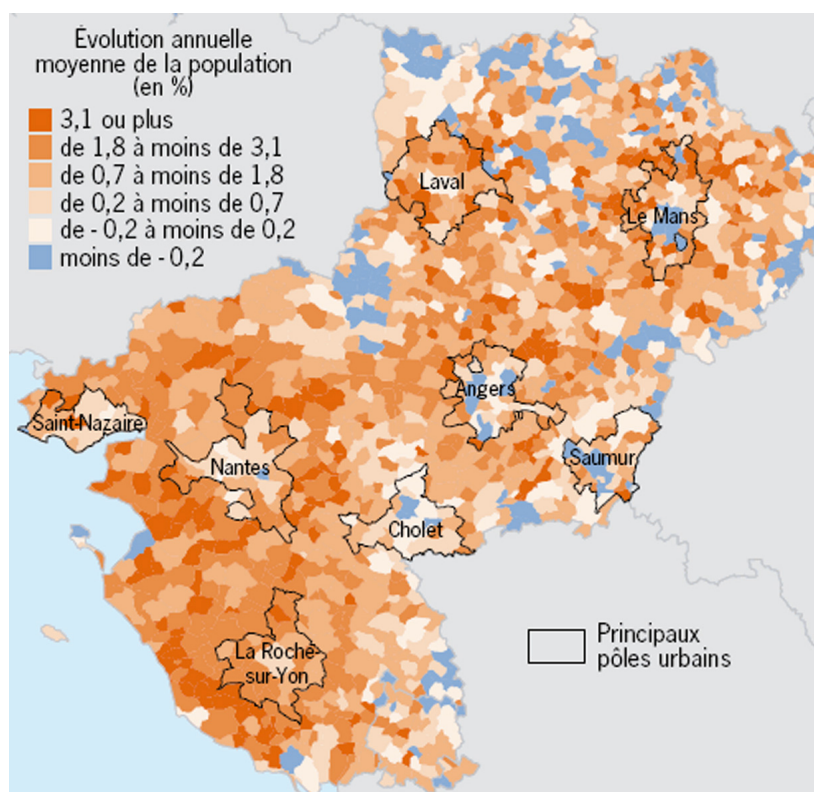 Évolution annuelle
moyenne de la population
(en %)
3,1 ou plus
de 1,8 à moins de 3,1
de 0,7 à moins de 1,8
de 0,2 à moins de 0,7
de - 0,2 à moins de 0,2
moins de - 0,2
Laval
Le Mans
Angers
Saint-Nazaire
Nantes
Saumur
Cholet
La Roche-
sur-Yon
Principaux
pôles urbains